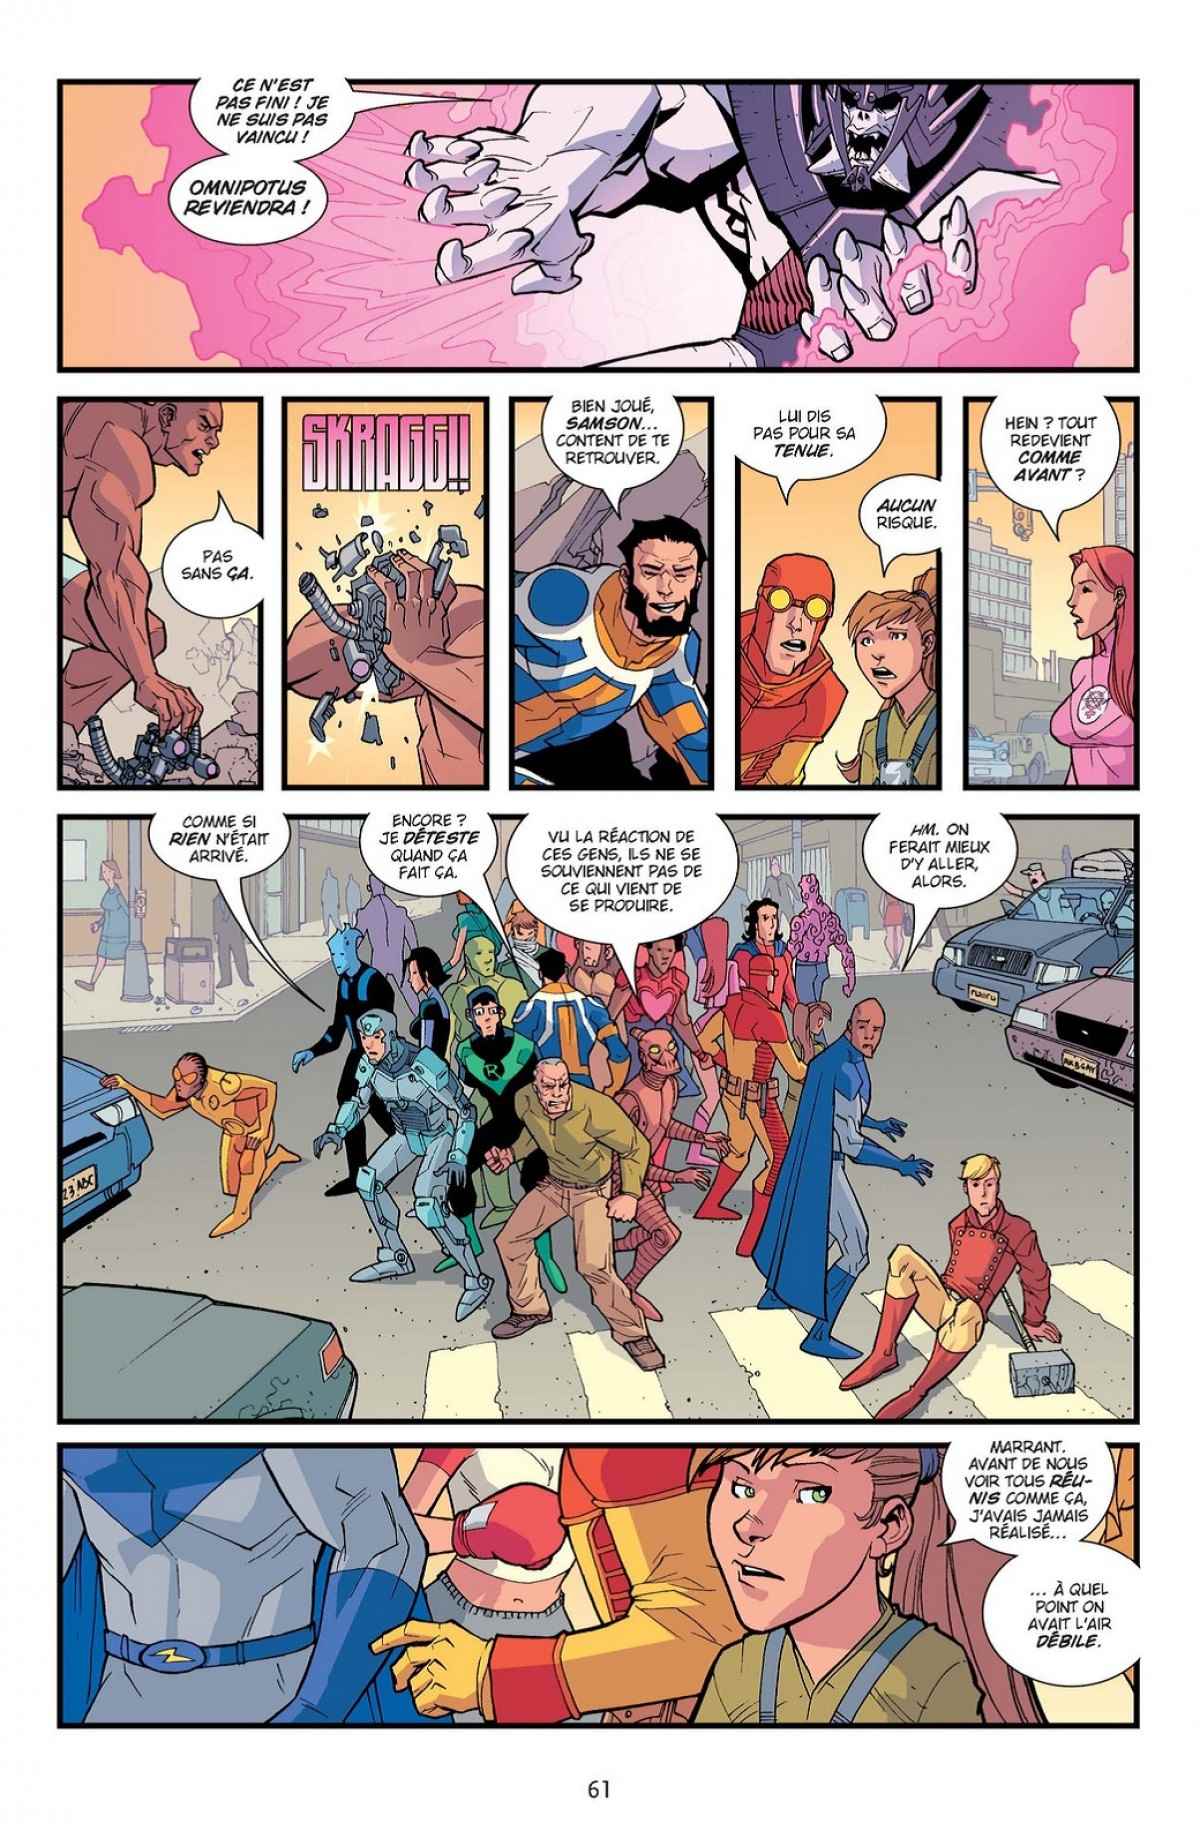 CE N'EST
PAS FINI ! JE
NE SUIS PAS
VAINCU !
OMNIPOTUS
REVIENDRA !
PAS
SANS ÇA.
SKRAGG!!
BIEN JOUÉ,
SAMSON...
CONTENT DE TE
RETROUVER.
LUI DIS
PAS POUR SA
TENUE.
AUCUN
RISQUE.
HEIN ? TOUT
REDEVIENT
COMME
AVANT ?
COMME SI
RIEN N'ÉTAIT
ARRIVÉ.
ENCORE ?
JE DÉTESTE
QUAND ÇA
FAIT ÇA.
VU LA RÉACTION DE
CES GENS, ILS NE SE
SOUVIENNENT PAS DE
CE QUI VIENT DE
SE PRODUIRE.
HM. ON
FERAIT MIEUX
D'Y ALLER,
ALORS.
R
23 ABC
MARRANT.
AVANT DE NOUS
VOIR TOUS RÉU-
NIS COMME ÇA,
J'AVAIS JAMAIS
RÉALISÉ...
... À QUEL
POINT ON
AVAIT L'AIR
DÉBILE.
61